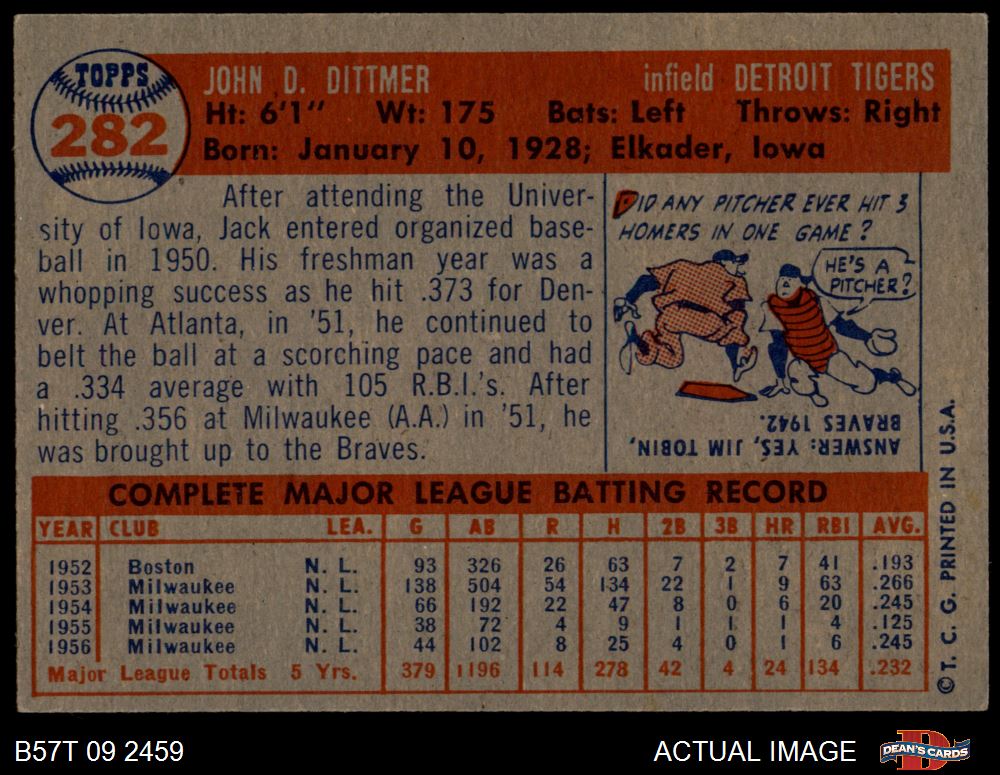 TOPPS
282
JOHN D. DITTMER infield DETROIT TIGERS
Ht: 6'1" Wt: 175 Bats: Left Throws: Right
Born: January 10, 1928; Elkader, Iowa
After attending the Univer-
sity of Iowa, Jack entered organized base-
ball in 1950. His freshman year was a
whopping success as he hit .373 for Den-
ver. At Atlanta, in '51, he continued to
belt the ball at a scorching pace and had
a .334 average with 105 R.B.I.'s. After
hitting .356 at Milwaukee (A.A.) in '51, he
was brought up to the Braves.
DID ANY PITCHER EVER HIT 3
HOMERS IN ONE GAME?
HE'S A
PITCHER?
ANSWER: YES, JIM TOBIN,
BRAVES 1942.
COMPLETE MAJOR LEAGUE BATTING RECORD
YEAR CLUB LEA. G AB R H 2B 3B HR RBI AVG.
1952 Boston N. L. 93 326 26 63 7 2 7 41 .193
1953 Milwaukee N. L. 138 504 54 134 22 1 9 63 .266
1954 Milwaukee N. L. 66 192 22 47 8 0 6 20 .245
1955 Milwaukee N. L. 38 72 4 9 1 1 1 4 .125
1956 Milwaukee N. L. 44 102 8 25 4 0 1 6 .245
Major League Totals 5 Yrs. 379 1196 114 278 42 4 24 134 .232
© T. C. G. PRINTED IN U.S.A.
B57T 09 2459 ACTUAL IMAGE
D
DEAN'S CARDS